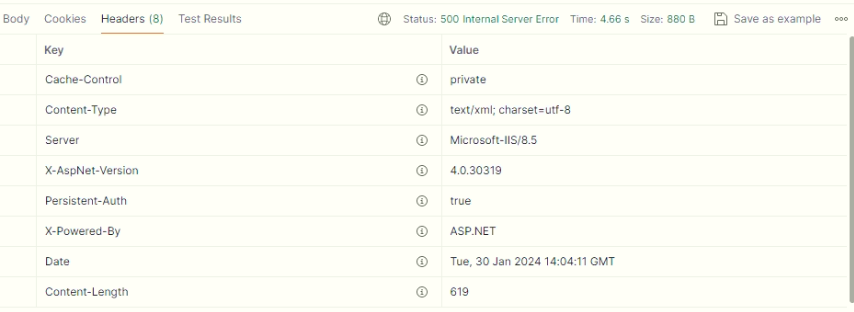 Body Cookies Headers (8) Test Results Status: 500 Internal Server Error Time: 4.66 s Size: 880 B Save as example
Key Value
Cache-Control private
Content-Type text/xml; charset=utf-8
Server Microsoft-IIS/8.5
X-AspNet-Version 4.0.30319
Persistent-Auth true
X-Powered-By ASP.NET
Date Tue, 30 Jan 2024 14:04:11 GMT
Content-Length 619